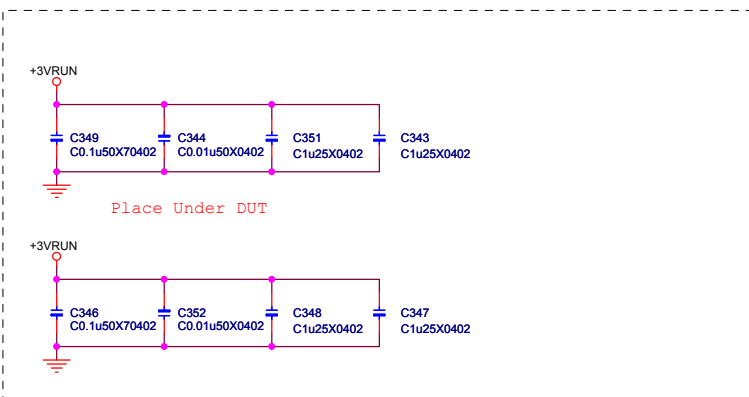 +3VRUN
C349
C0.1u50X70402
C344
C0.01u50X0402
C351
C1u25X0402
C343
C1u25X0402
Place Under DUT
+3VRUN
C346
C0.1u50X70402
C352
C0.01u50X0402
C348
C1u25X0402
C347
C1u25X0402